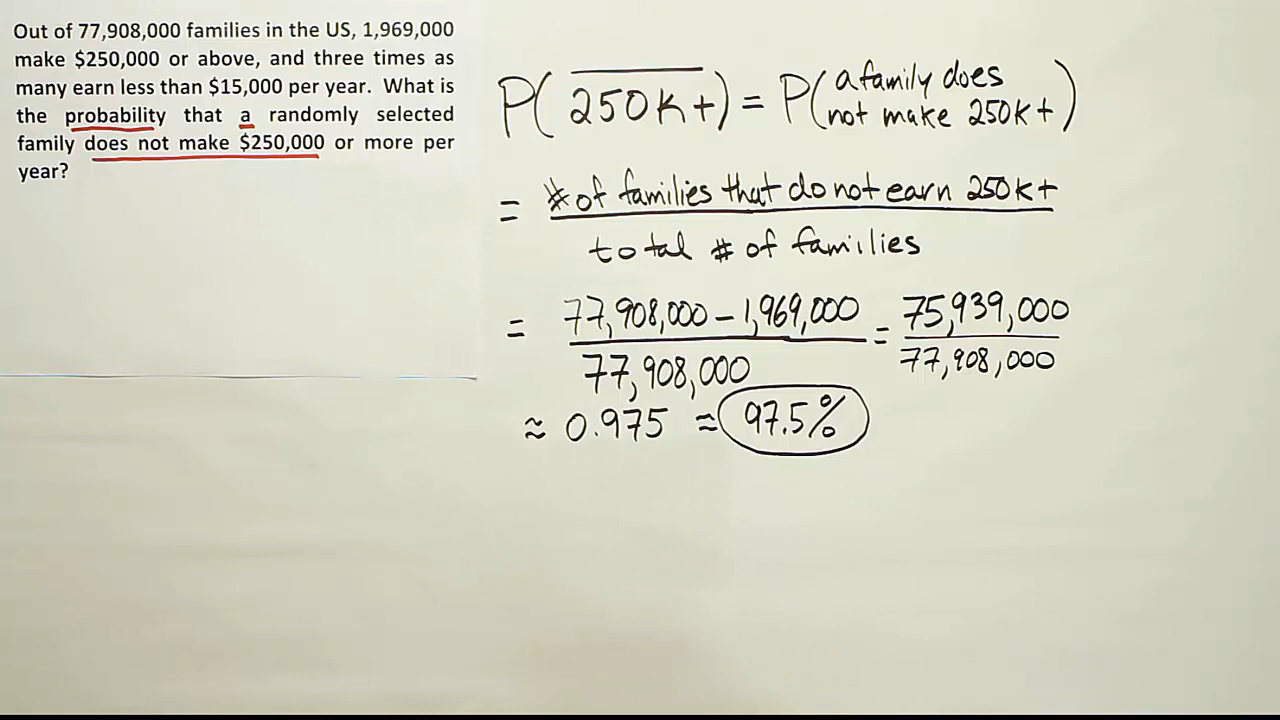 Out of 77,908,000 families in the US, 1,969,000
make $250,000 or above, and three times as
many earn less than $15,000 per year. What is
the probability that a randomly selected
family does not make $250,000 or more per
year?
P( 250K+) = P( a family does
not make 250K+ )
= # of families that do not earn 250K+
total # of families
= 77,908,000 - 1,969,000 = 75,939,000
77,908,000 77,908,000
≈ 0.975 ≈ 97.5%